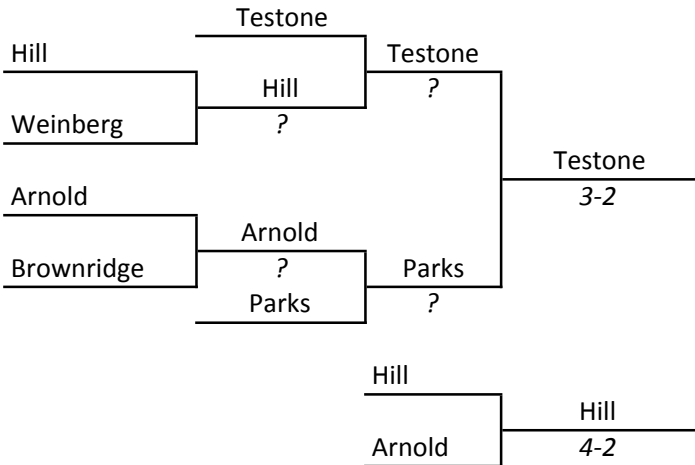 Testone
Hill
Testone
Hill
?
?
Weinberg
Testone
3-2
Arnold
Arnold
?
Brownridge
Parks
?
Parks
Hill
Hill
4-2
Arnold